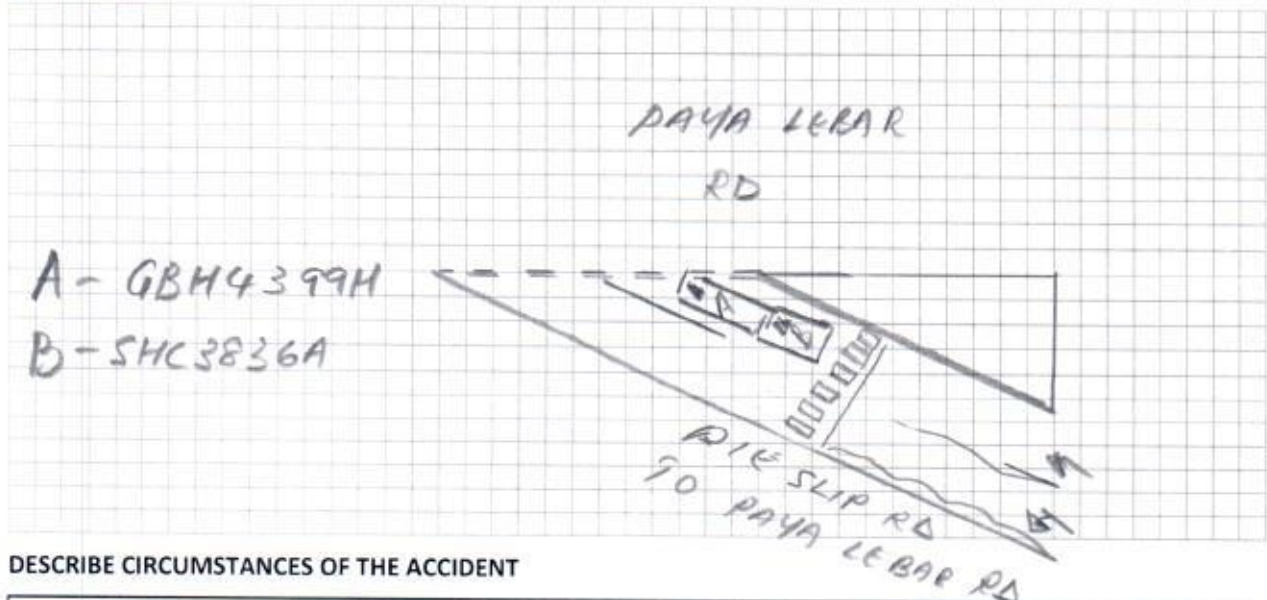 PAYA LEBAR
RD
A - GBH4399H
B - SHC3836A
A
B
PIE SLIP RD
TO PAYA LEBAR RD
DESCRIBE CIRCUMSTANCES OF THE ACCIDENT